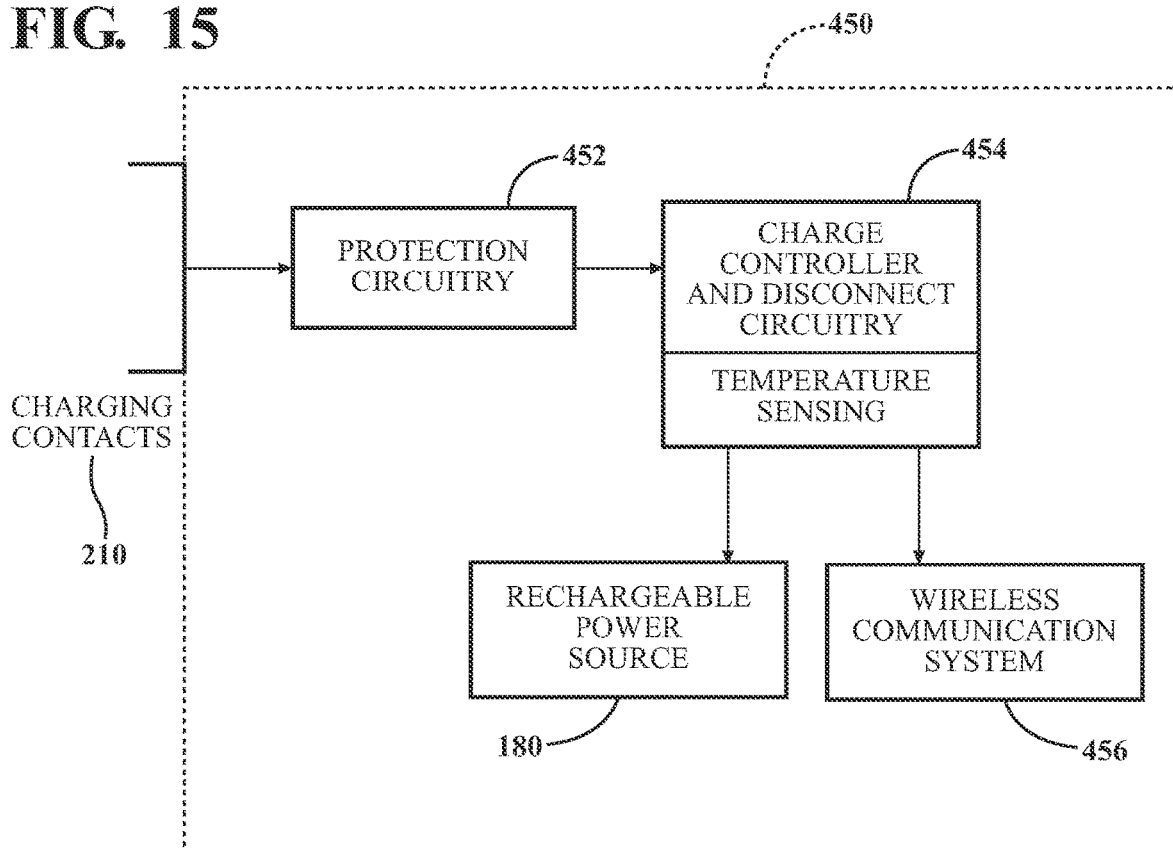 FIG. 15
450
452
454
PROTECTION
CIRCUITRY
CHARGE
CONTROLLER
AND DISCONNECT
CIRCUITRY
TEMPERATURE
SENSING
CHARGING
CONTACTS
210
RECHARGEABLE
POWER
SOURCE
WIRELESS
COMMUNICATION
SYSTEM
180
456